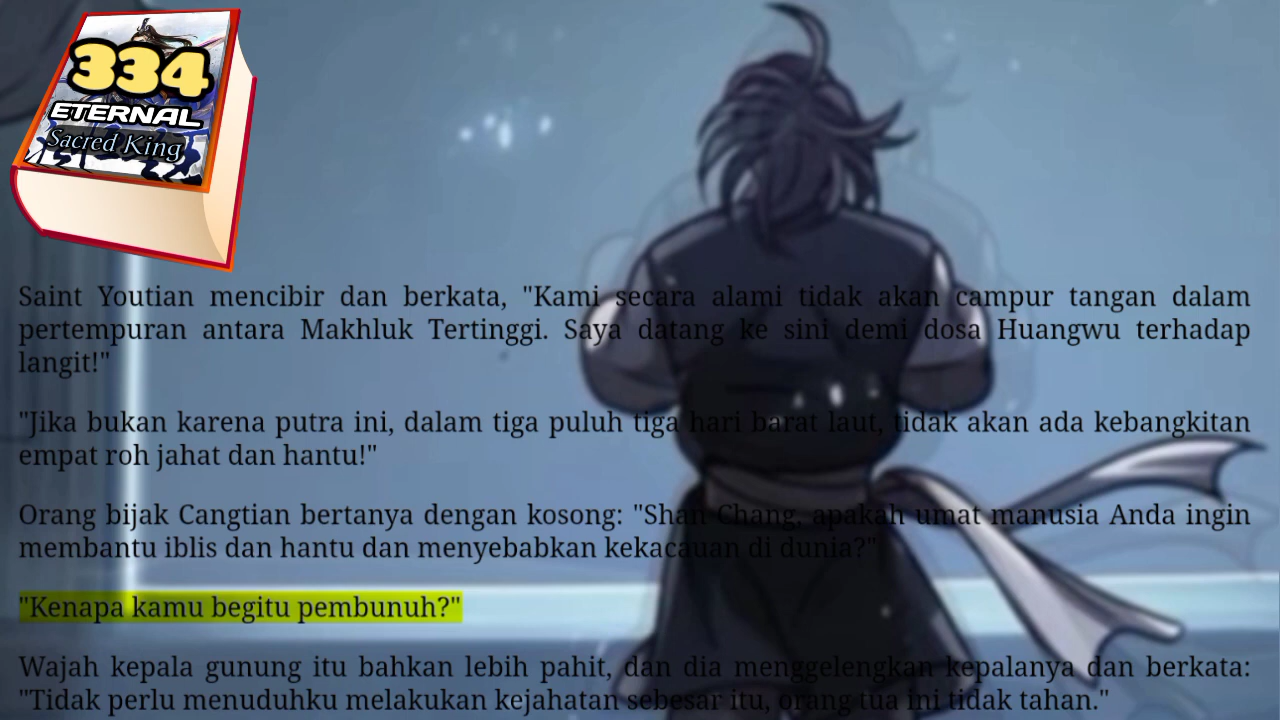 334
ETERNAL
Sacred King
Saint Youtian mencibir dan berkata, "Kami secara alami tidak akan campur tangan dalam
pertempuran antara Makhluk Tertinggi. Saya datang ke sini demi dosa Huangwu terhadap
langit!"
"Jika bukan karena putra ini, dalam tiga puluh tiga hari barat laut, tidak akan ada kebangkitan
empat roh jahat dan hantu!"
Orang bijak Cangtian bertanya dengan kosong: "Shan Chang, apakah umat manusia Anda ingin
membantu iblis dan hantu dan menyebabkan kekacauan di dunia?"
"Kenapa kamu begitu pembunuh?"
Wajah kepala gunung itu bahkan lebih pahit, dan dia menggelengkan kepalanya dan berkata:
"Tidak perlu menuduhku melakukan kejahatan sebesar itu, orang tua ini tidak tahan."